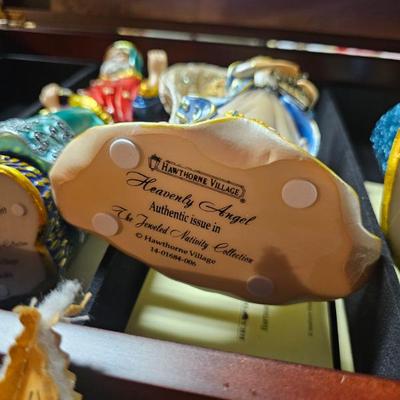 HAWTHORNE VILLAGE®
Heavenly Angel
Authentic issue in
The Jeweled Nativity Collection
© Hawthorne Village
14-01684-006